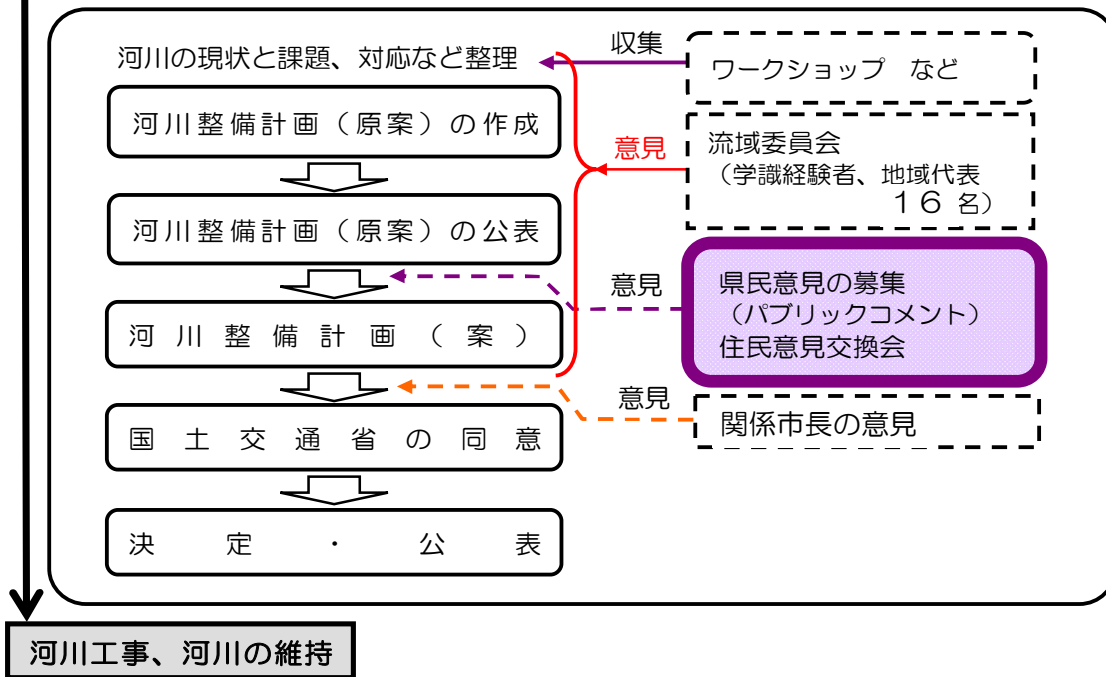 河川の現状と課題、対応など整理
収集
ワークショップ など
河川整備計画（原案）の作成
意見
流域委員会
（学識経験者、地域代表
１６名）
河川整備計画（原案）の公表
意見
県民意見の募集
（パブリックコメント）
住民意見交換会
河川整備計画（案）
意見
関係市長の意見
国土交通省の同意
決定・公表
河川工事、河川の維持